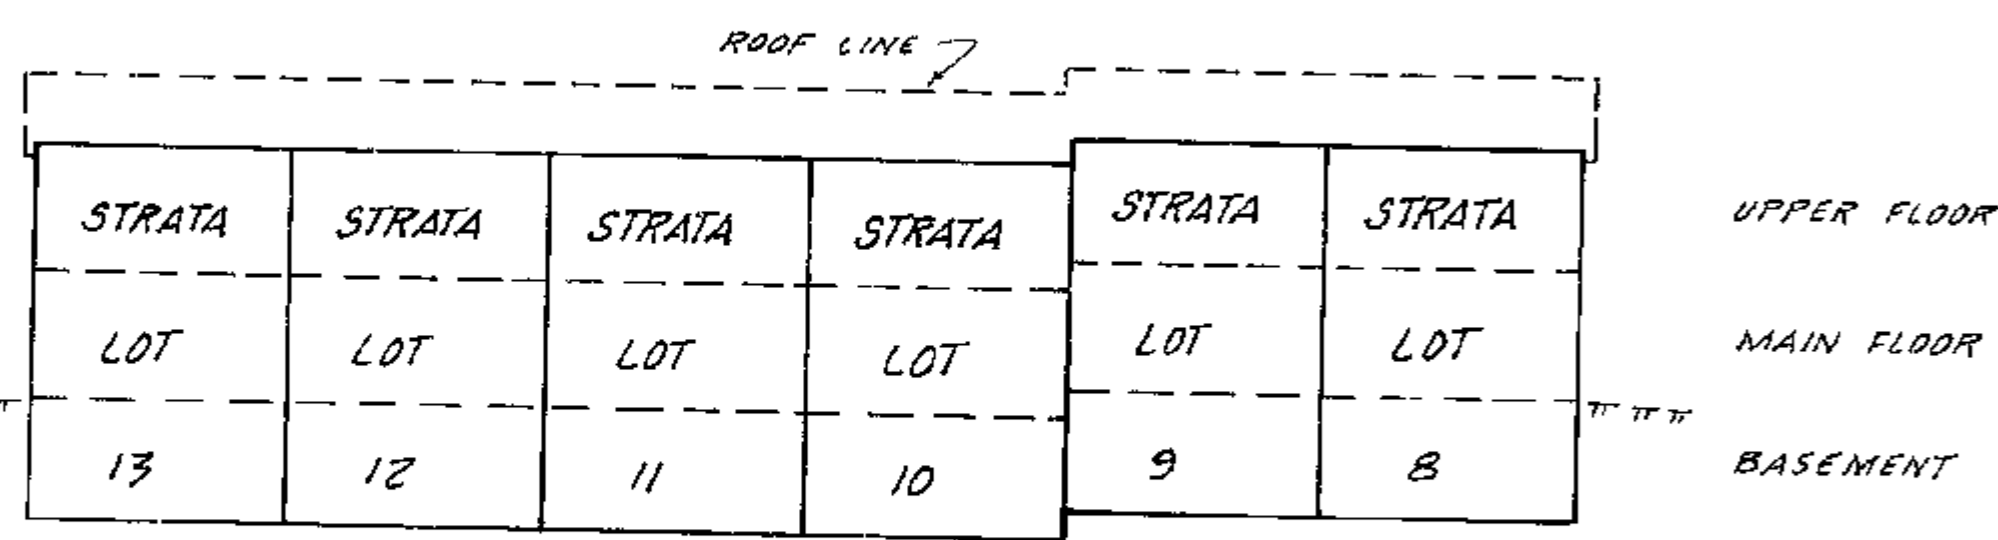 ROOF LINE
STRATA STRATA STRATA STRATA STRATA STRATA UPPER FLOOR
LOT LOT LOT LOT LOT LOT MAIN FLOOR
13 12 11 10 9 8 BASEMENT